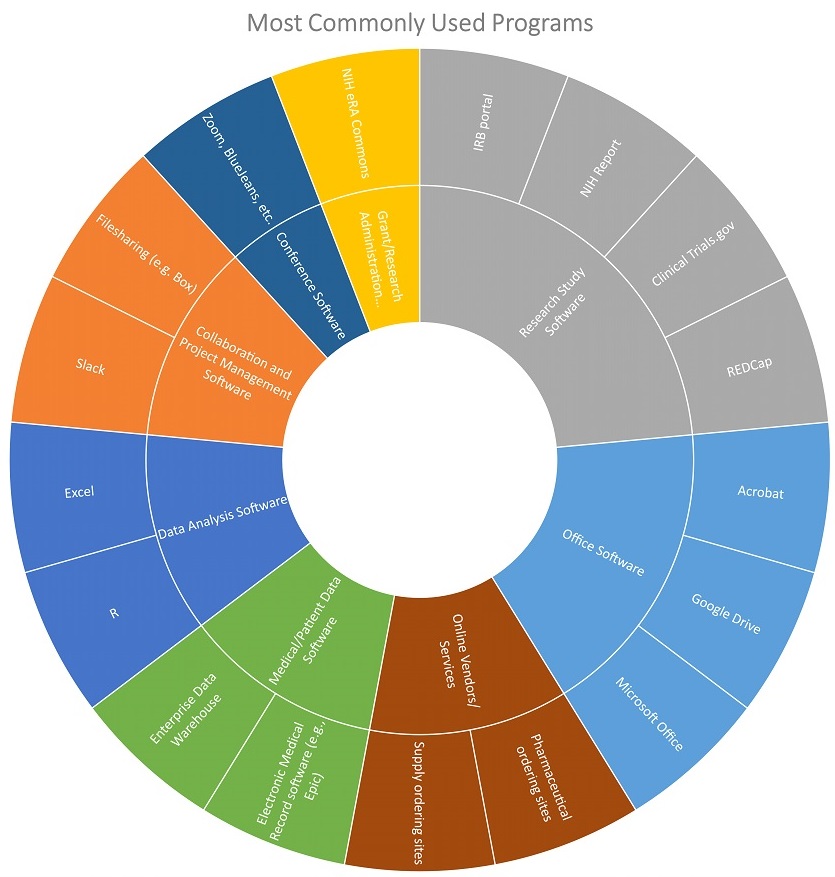 Most Commonly Used Programs
IRB portal
NIH Report
Clinical Trials.gov
REDCap
Research Study
Software
Acrobat
Google Drive
Microsoft Office
Office Software
Pharmaceutical
ordering sites
Supply ordering sites
Online Vendors/
Services
Electronic Medical
Record software (e.g.,
Epic)
Enterprise Data
Warehouse
Medical/Patient Data
Software
R
Excel
Data Analysis Software
Slack
Filesharing (e.g. Box)
Collaboration and
Project Management
Software
Zoom, BlueJeans, etc.
Conference Software
NIH eRA Commons
Grant/Research
Administration...